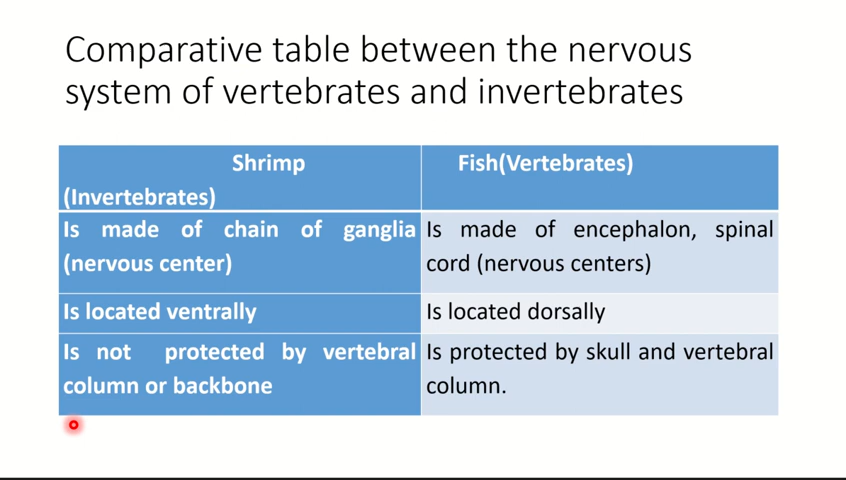 Comparative table between the nervous
system of vertebrates and invertebrates
Shrimp
(Invertebrates)
Fish(Vertebrates)
Is made of chain of ganglia
(nervous center)
Is made of encephalon, spinal
cord (nervous centers)
Is located ventrally
Is located dorsally
Is not protected by vertebral
column or backbone
Is protected by skull and vertebral
column.